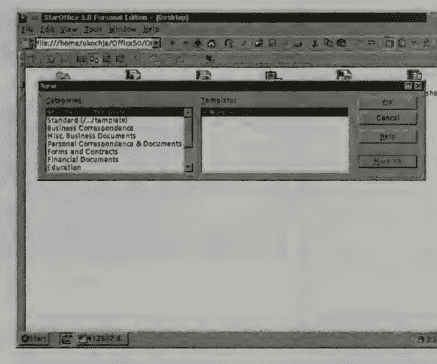 StarOffice 5.0 Personal Edition - [Desktop]
File Edit View Tools Window Help
file:///home/ukochja/Office50/
New
Categories
Templates
Standard (/../template)
Business Correspondence
Misc. Business Documents
Personal Correspondence & Documents
Forms and Contracts
Financial Documents
Education
OK
Cancel
Help
More >>
Start